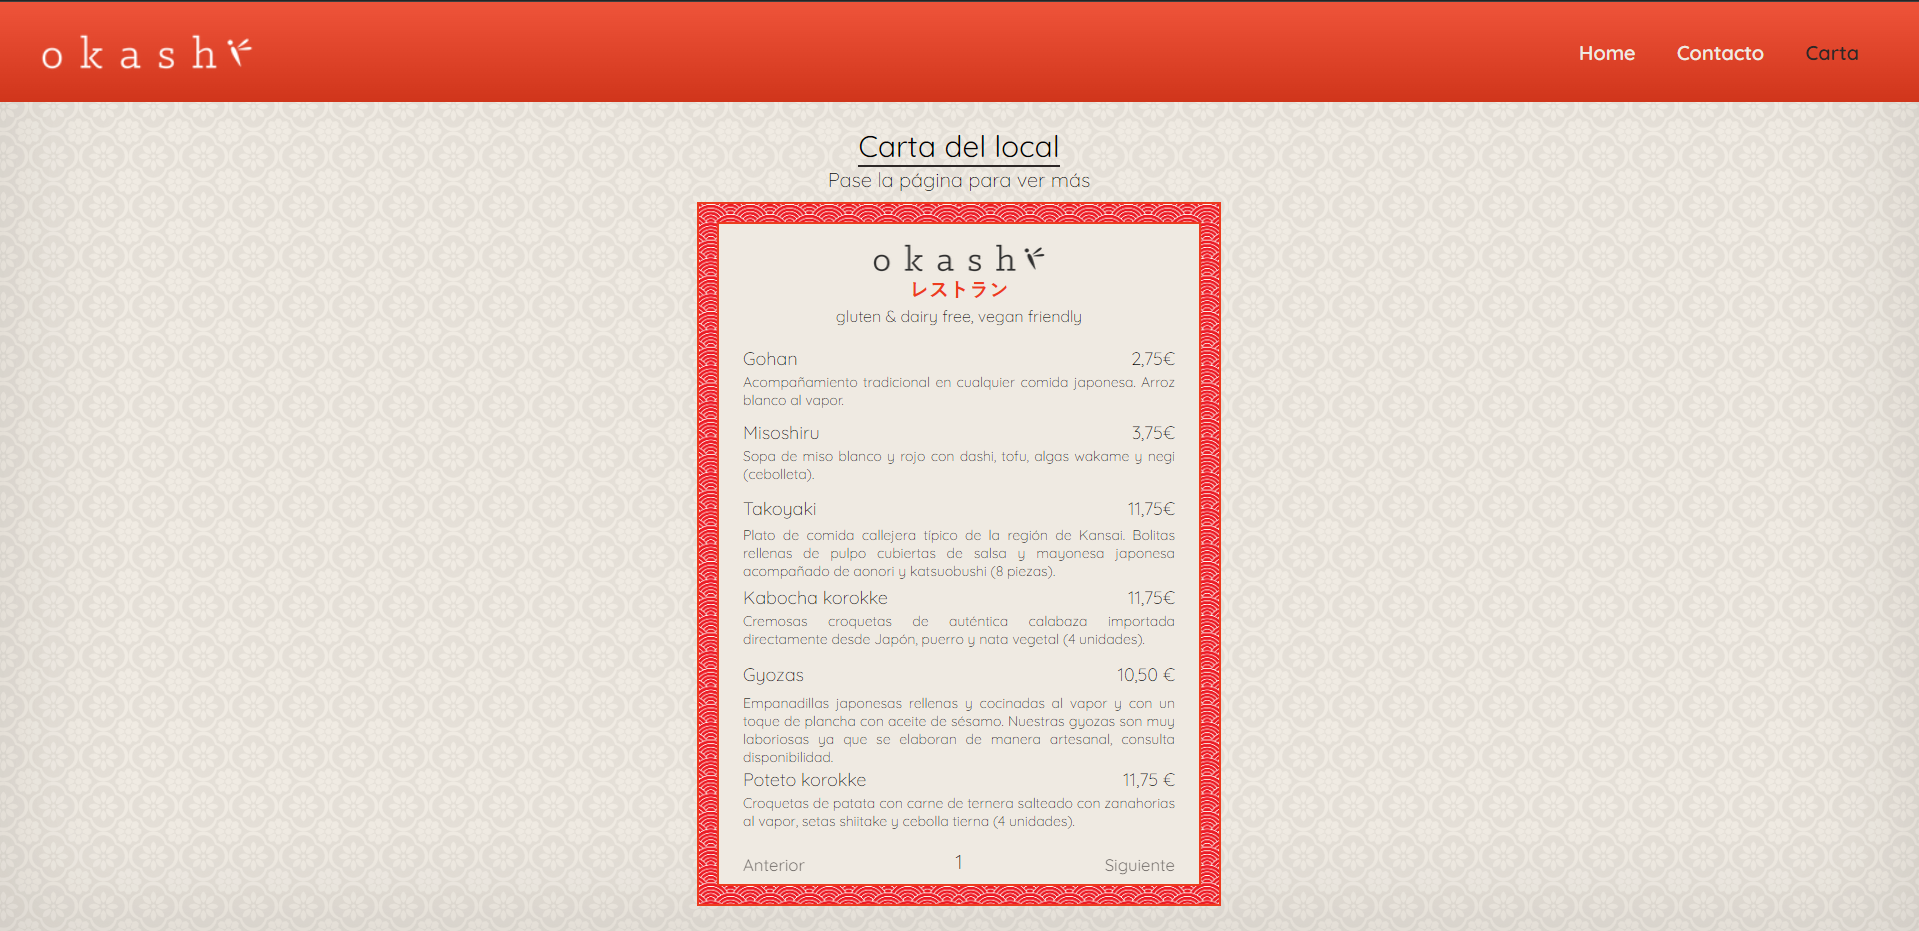 okashi
Home Contacto Carta
Carta del local
Pase la página para ver más
okashi
レストラン
gluten & dairy free, vegan friendly
Gohan 2,75€
Acompañamiento tradicional en cualquier comida japonesa. Arroz
blanco al vapor.
Misoshiru 3,75€
Sopa de miso blanco y rojo con dashi, tofu, algas wakame y negi
(cebolleta).
Takoyaki 11,75€
Plato de comida callejera típico de la región de Kansai. Bolitas
rellenas de pulpo cubiertas de salsa y mayonesa japonesa
acompañado de aonori y katsuobushi (8 piezas).
Kabocha korokke 11,75€
Cremosas croquetas de auténtica calabaza importada
directamente desde Japón, puerro y nata vegetal (4 unidades).
Gyozas 10,50 €
Empanadillas japonesas rellenas y cocinadas al vapor y con un
toque de plancha con aceite de sésamo. Nuestras gyozas son muy
laboriosas ya que se elaboran de manera artesanal, consulta
disponibilidad.
Poteto korokke 11,75 €
Croquetas de patata con carne de ternera salteado con zanahorias
al vapor, setas shiitake y cebolla tierna (4 unidades).
Anterior 1 Siguiente